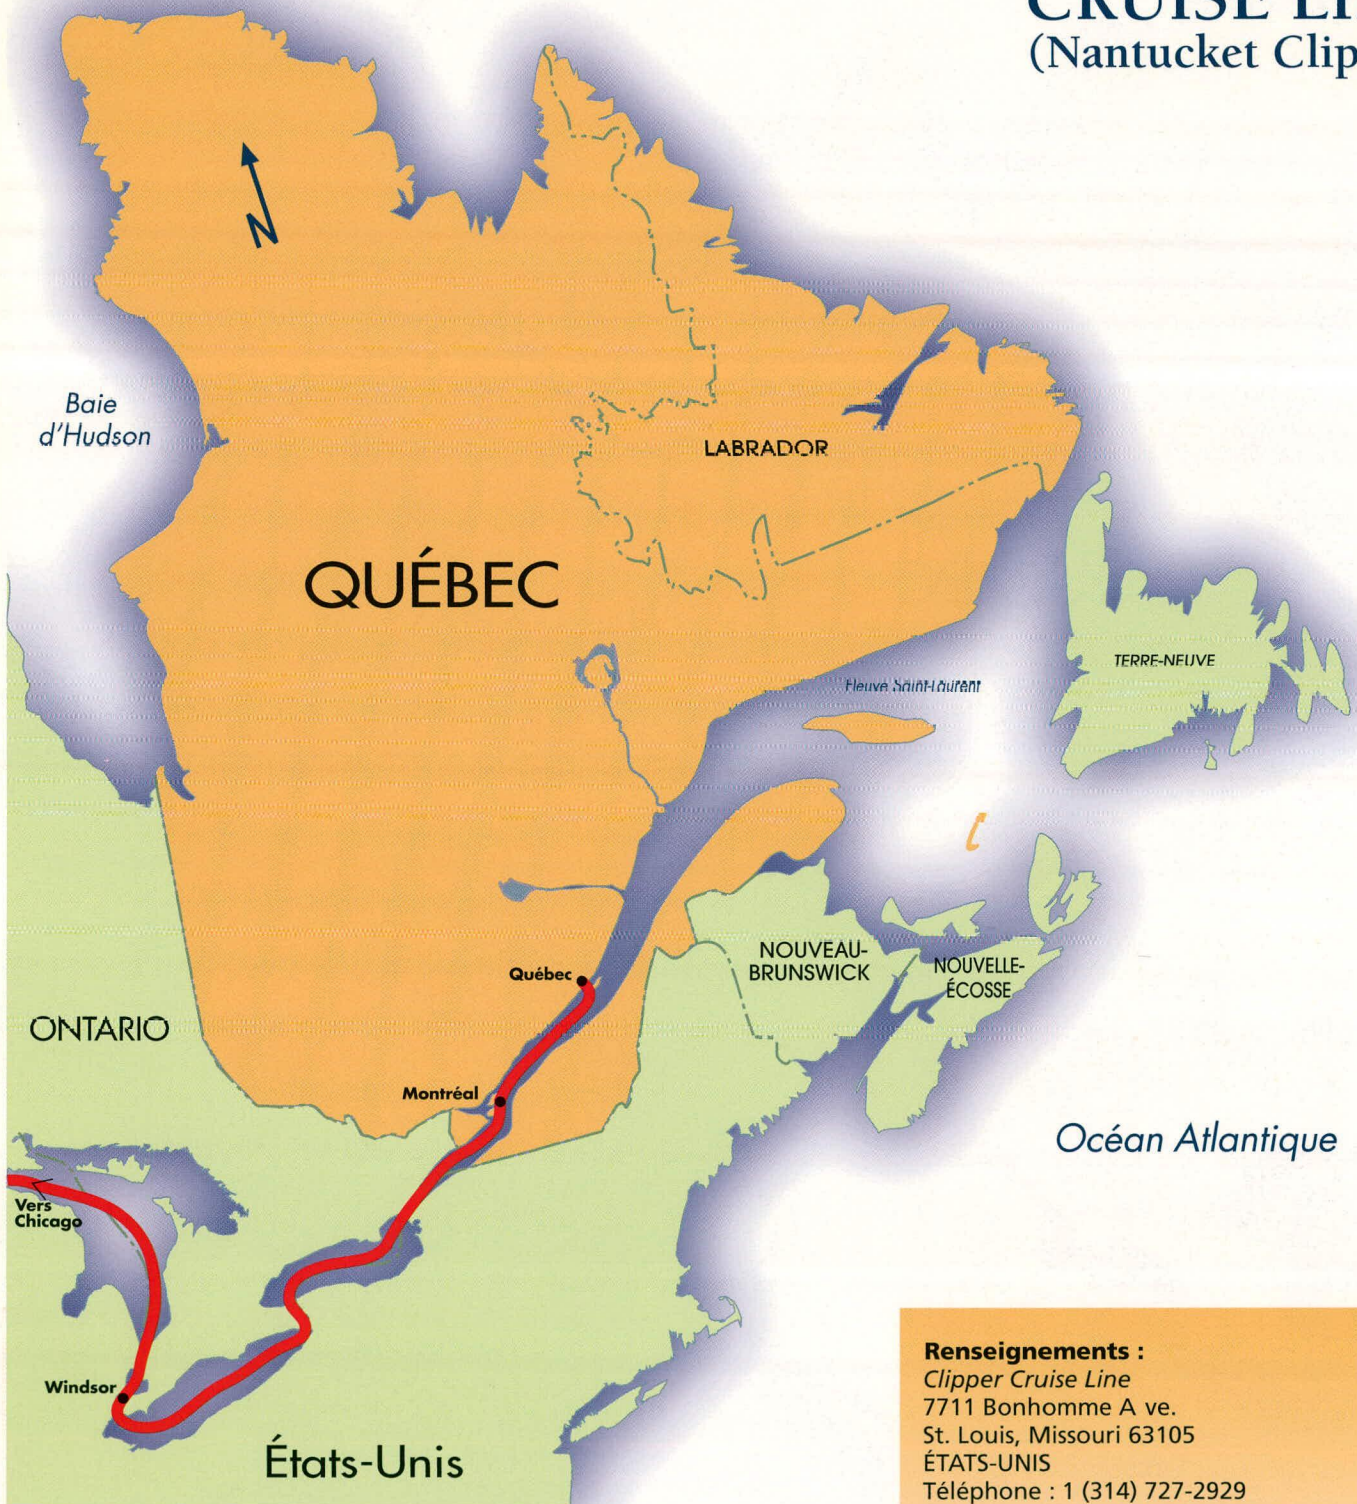 CRUISE LI
(Nantucket Clip
N
Baie
d'Hudson
LABRADOR
QUÉBEC
TERRE-NEUVE
Fleuve Saint-Laurent
Québec
NOUVEAU-
BRUNSWICK
NOUVELLE-
ÉCOSSE
ONTARIO
Montréal
Océan Atlantique
Vers
Chicago
Windsor
États-Unis
Renseignements :
Clipper Cruise Line
7711 Bonhomme A ve.
St. Louis, Missouri 63105
ÉTATS-UNIS
Téléphone : 1 (314) 727-2929